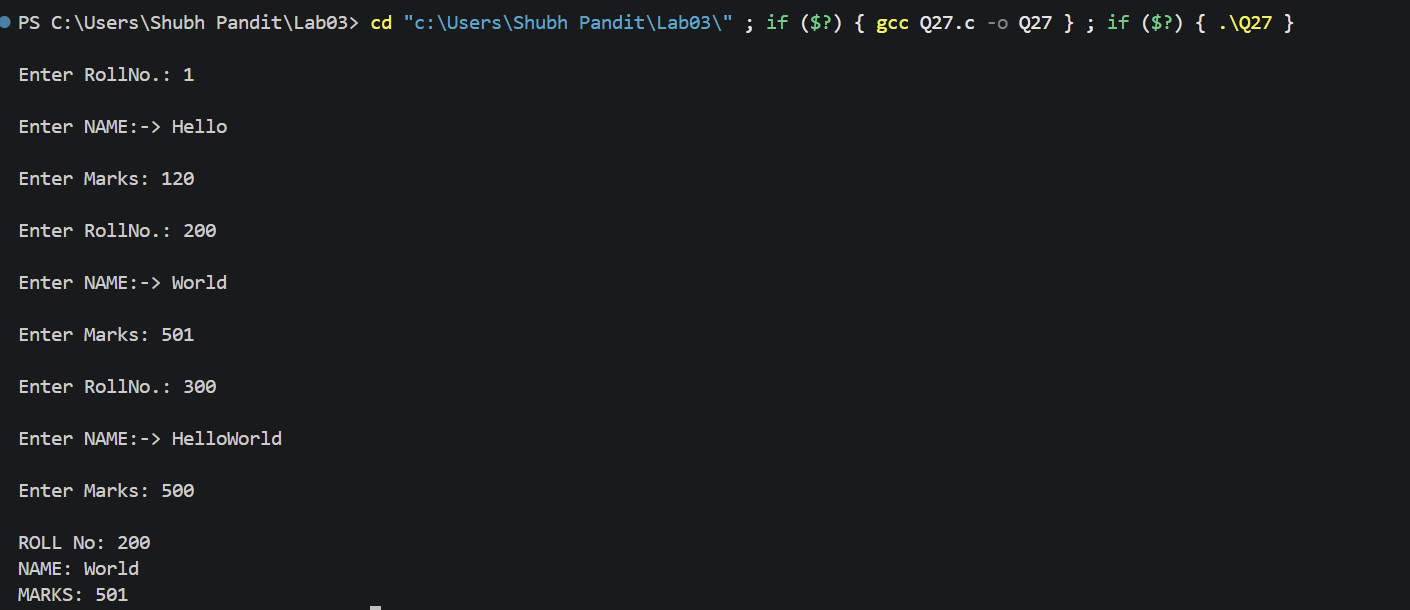 PS C:\Users\Shubh Pandit\Lab03> cd "c:\Users\Shubh Pandit\Lab03\" ; if ($?) { gcc Q27.c -o Q27 } ; if ($?) { .\Q27 }
Enter RollNo.: 1
Enter NAME:-> Hello
Enter Marks: 120
Enter RollNo.: 200
Enter NAME:-> World
Enter Marks: 501
Enter RollNo.: 300
Enter NAME:-> HelloWorld
Enter Marks: 500
ROLL No: 200
NAME: World
MARKS: 501